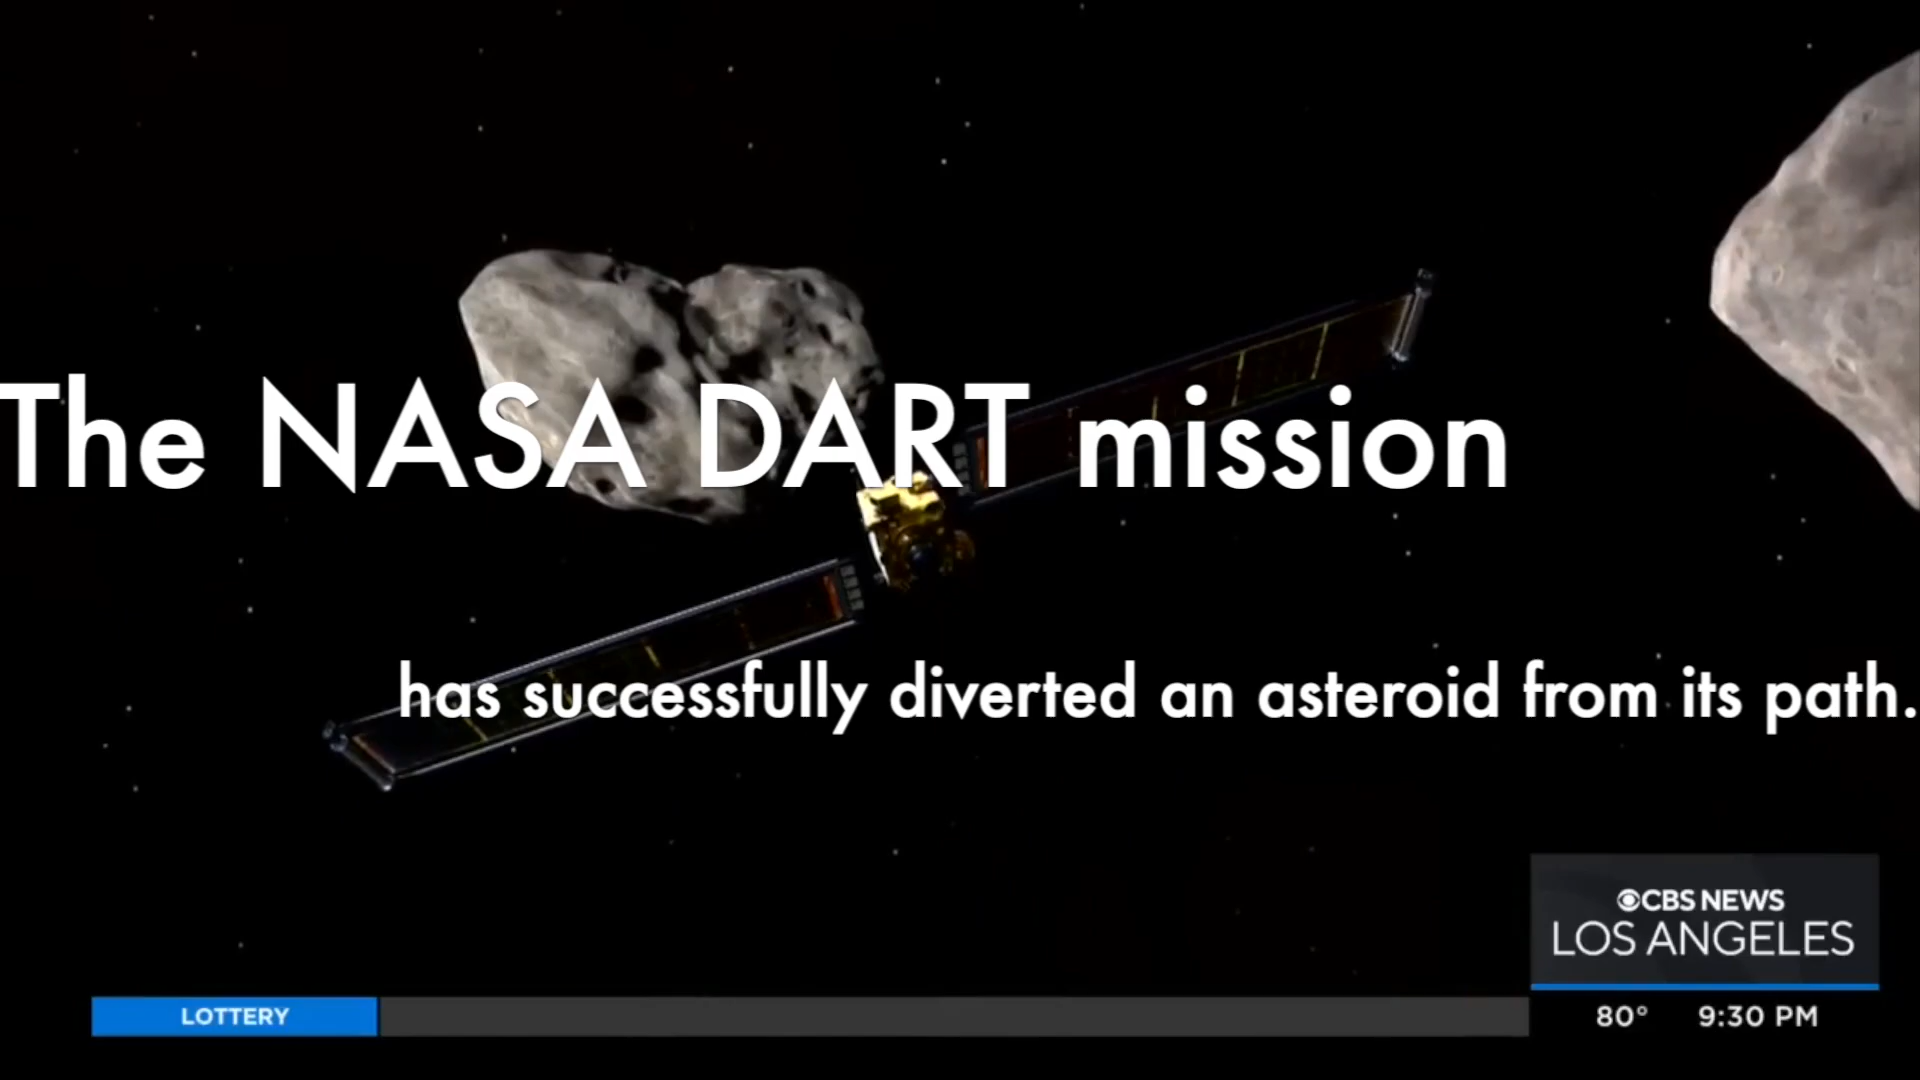 The NASA DART mission
has successfully diverted an asteroid from its path.
CBS NEWS
LOS ANGELES
LOTTERY
80° 9:30 PM